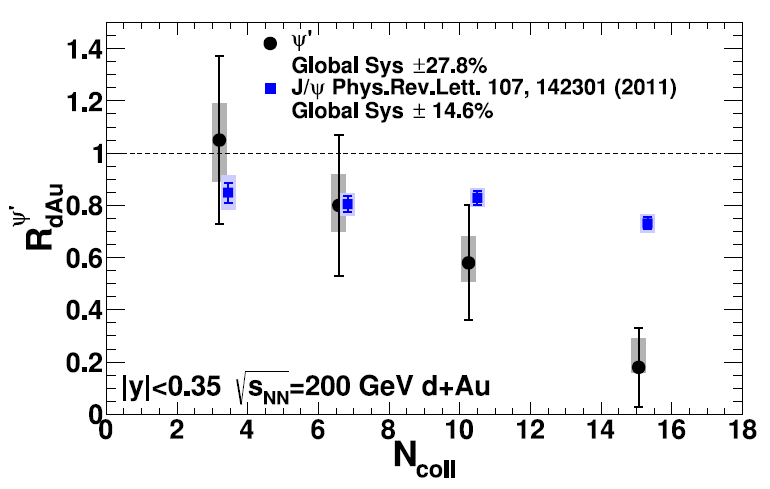 ψ'
Global Sys ±27.8%
J/ψ Phys.Rev.Lett. 107, 142301 (2011)
Global Sys ± 14.6%
1.4
1.2
1
0.8
0.6
0.4
0.2
0
R^ψ'_dAu
|y|<0.35 √s_NN=200 GeV d+Au
0 2 4 6 8 10 12 14 16 18
N_coll